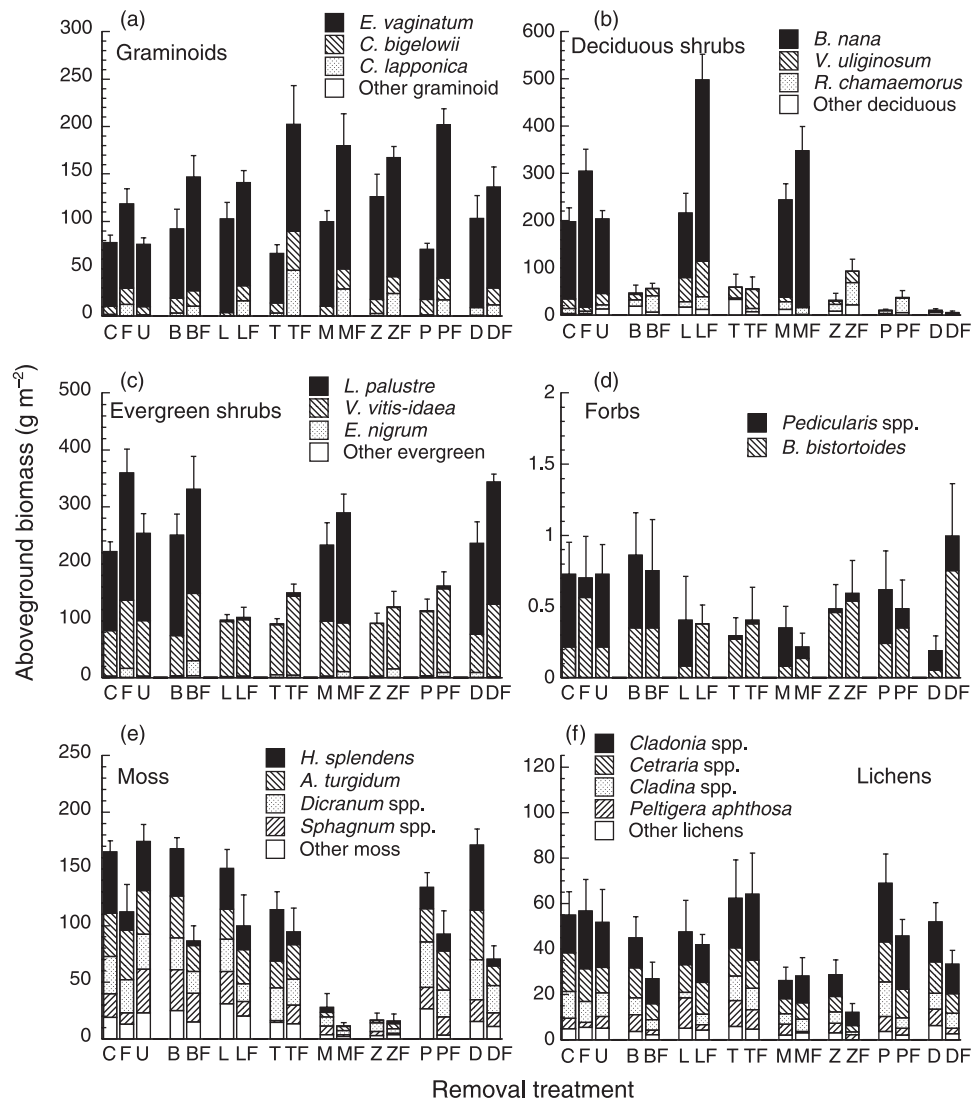 (a)
Graminoids
E. vaginatum
C. bigelowii
C. lapponica
Other graminoid
300
250
200
150
100
50
0
C F U B BF L LF T TF M MF Z ZF P PF D DF
(b)
Deciduous shrubs
B. nana
V. uliginosum
R. chamaemorus
Other deciduous
600
500
400
300
200
100
0
C F U B BF L LF T TF M MF Z ZF P PF D DF
Aboveground biomass (g m−2)
(c)
Evergreen shrubs
L. palustre
V. vitis-idaea
E. nigrum
Other evergreen
500
400
300
200
100
0
C F U B BF L LF T TF M MF Z ZF P PF D DF
(d)
Forbs
Pedicularis spp.
B. bistortoides
2
1.5
1
0.5
0
C F U B BF L LF T TF M MF Z ZF P PF D DF
(e)
Moss
H. splendens
A. turgidum
Dicranum spp.
Sphagnum spp.
Other moss
250
200
150
100
50
0
C F U B BF L LF T TF M MF Z ZF P PF D DF
(f)
Lichens
Cladonia spp.
Cetraria spp.
Cladina spp.
Peltigera aphthosa
Other lichens
120
100
80
60
40
20
0
C F U B BF L LF T TF M MF Z ZF P PF D DF
Removal treatment